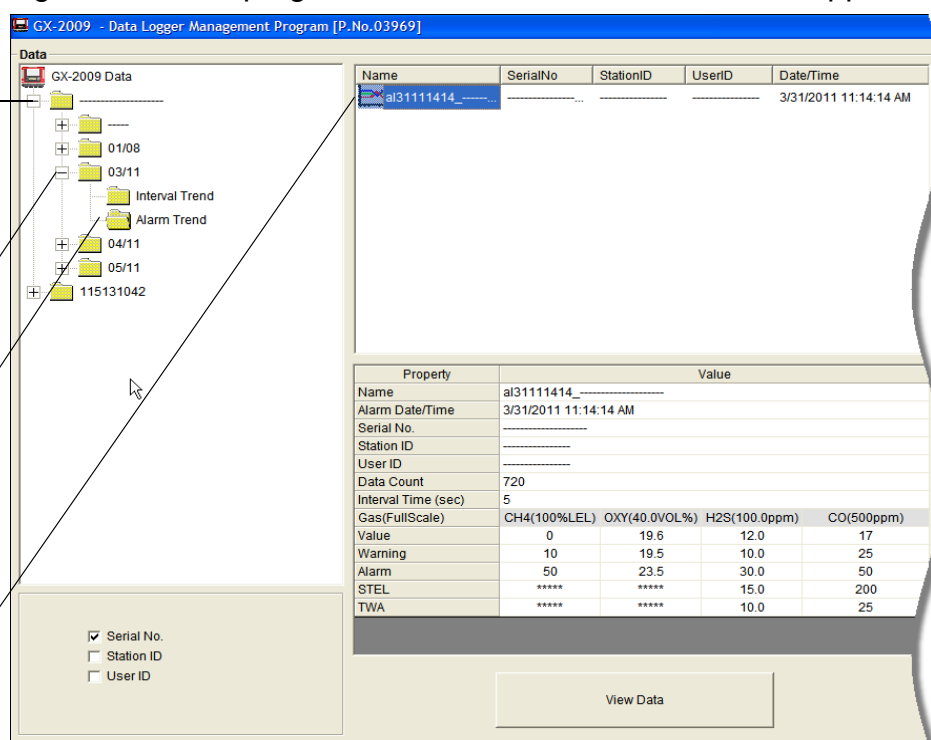 GX-2009 - Data Logger Management Program [P.No.03969]
Data
GX-2009 Data
--------------------
-----
01/08
03/11
Interval Trend
Alarm Trend
04/11
05/11
115131042
Name SerialNo StationID UserID Date/Time
al31111414_------... ----------------... ---------------- ---------------- 3/31/2011 11:14:14 AM
Property Value
Name al31111414_--------------------
Alarm Date/Time 3/31/2011 11:14:14 AM
Serial No. --------------------
Station ID ----------------
User ID ----------------
Data Count 720
Interval Time (sec) 5
Gas(FullScale) CH4(100%LEL) OXY(40.0VOL%) H2S(100.0ppm) CO(500ppm)
Value 0 19.6 12.0 17
Warning 10 19.5 10.0 25
Alarm 50 23.5 30.0 50
STEL ***** ***** 15.0 200
TWA ***** ***** 10.0 25
Serial No.
Station ID
User ID
View Data